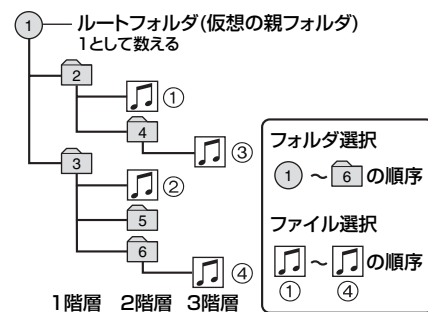 1 ルートフォルダ(仮想の親フォルダ)
1として数える
2
①
4
③
3
②
5
6
④
1階層 2階層 3階層
フォルダ選択
1 ~ 6 の順序
ファイル選択
~ の順序
① ④